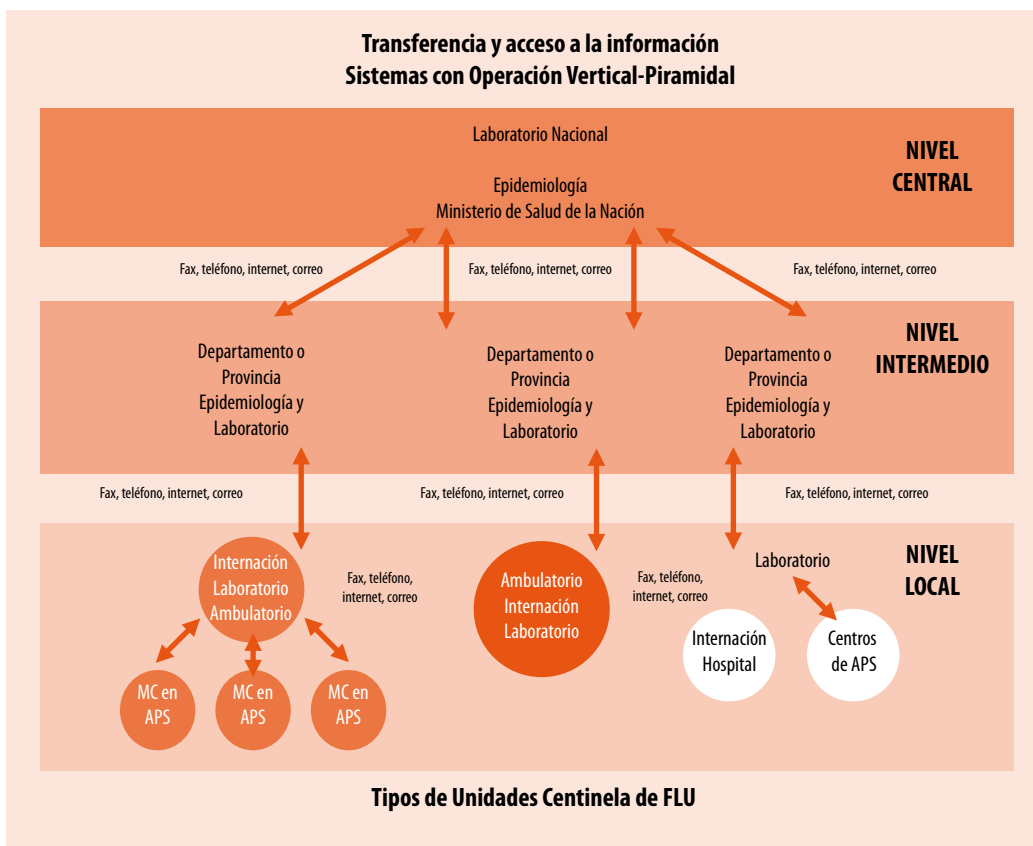 Transferencia y acceso a la información
Sistemas con Operación Vertical-Piramidal
Laboratorio Nacional
Epidemiología
Ministerio de Salud de la Nación
NIVEL
CENTRAL
Fax, teléfono, internet, correo
Fax, teléfono, internet, correo
Fax, teléfono, internet, correo
Departamento o
Provincia
Epidemiología y
Laboratorio
Departamento o
Provincia
Epidemiología y
Laboratorio
Departamento o
Provincia
Epidemiología y
Laboratorio
NIVEL
INTERMEDIO
Fax, teléfono, internet, correo
Fax, teléfono, internet, correo
Fax, teléfono, internet, correo
Internación
Laboratorio
Ambulatorio
Fax, teléfono,
internet, correo
MC en
APS
MC en
APS
MC en
APS
Ambulatorio
Internación
Laboratorio
Fax, teléfono,
internet, correo
Laboratorio
Internación
Hospital
Centros
de APS
NIVEL
LOCAL
Tipos de Unidades Centinela de FLU